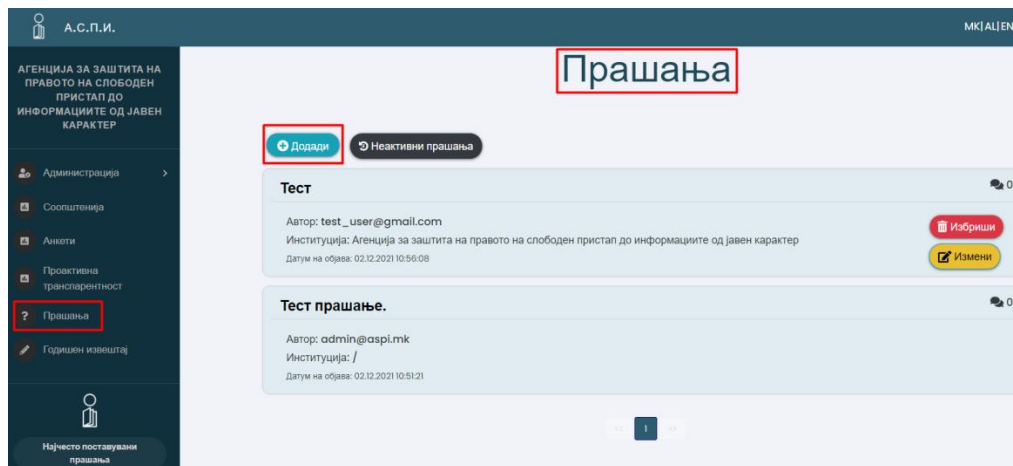 А.С.П.И.
MK| AL| EN
АГЕНЦИЈА ЗА ЗАШТИТА НА
ПРАВОТО НА СЛОБОДЕН
ПРИСТАП ДО
ИНФОРМАЦИИТЕ ОД ЈАВЕН
КАРАКТЕР
Администрација
Соопштенија
Анкети
Проактивна
транспарентност
? Прашања
Годишен извештај
Најчесто поставувани
прашања
Прашања
Додади
Неактивни прашања
Тест
0
Автор: test_user@gmail.com
Институција: Агенција за заштита на правото на слободен пристап до информациите од јавен карактер
Датум на објава: 02.12.2021 10:56:08
Избриши
Измени
Тест прашање.
0
Автор: admin@aspi.mk
Институција: /
Датум на објава: 02.12.2021 10:51:21
<< 1 >>